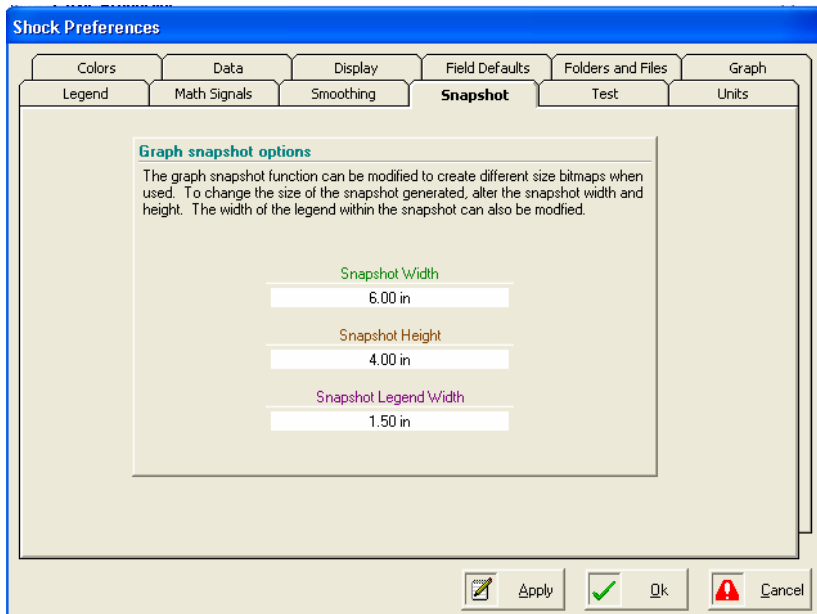 Shock Preferences
Colors Data Display Field Defaults Folders and Files Graph
Legend Math Signals Smoothing Snapshot Test Units
Graph snapshot options
The graph snapshot function can be modified to create different size bitmaps when
used. To change the size of the snapshot generated, alter the snapshot width and
height. The width of the legend within the snapshot can also be modfied.
Snapshot Width
6.00 in
Snapshot Height
4.00 in
Snapshot Legend Width
1.50 in
Apply Ok Cancel